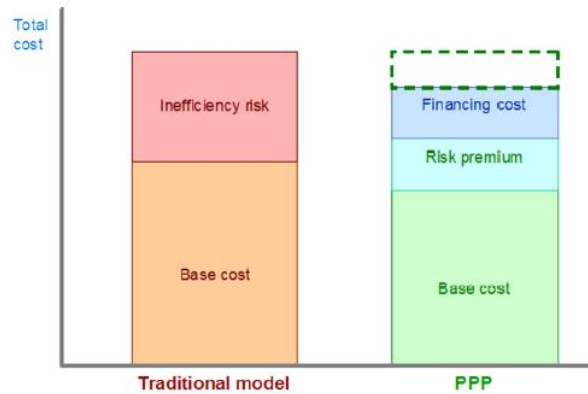 Total
cost
Inefficiency risk
Base cost
Financing cost
Risk premium
Base cost
Traditional model
PPP